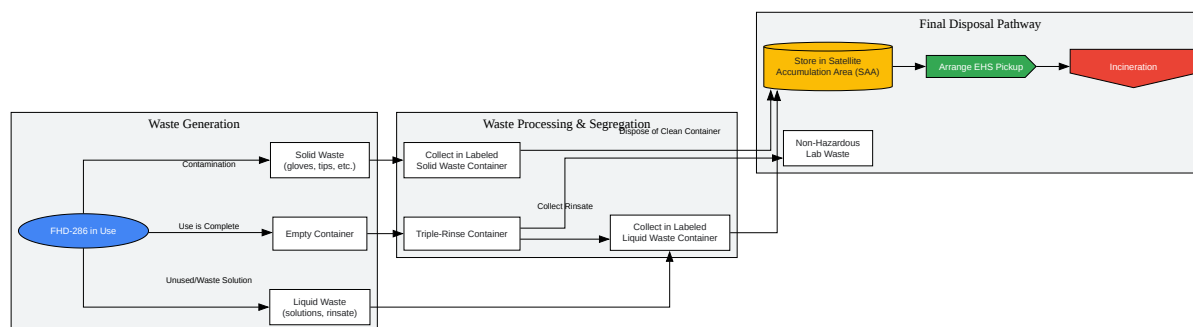 Final Disposal Pathway
Store in Satellite
Accumulation Area (SAA)
Arrange EHS Pickup
Incineration
Non-Hazardous
Lab Waste
Waste Generation
Contamination
Solid Waste
(gloves, tips, etc.)
FHD-286 in Use
Use is Complete
Empty Container
Unused/Waste Solution
Liquid Waste
(solutions, rinsate)
Waste Processing & Segregation
Dispose of Clean Container
Collect in Labeled
Solid Waste Container
Collect Rinsate
Triple-Rinse Container
Collect in Labeled
Liquid Waste Container